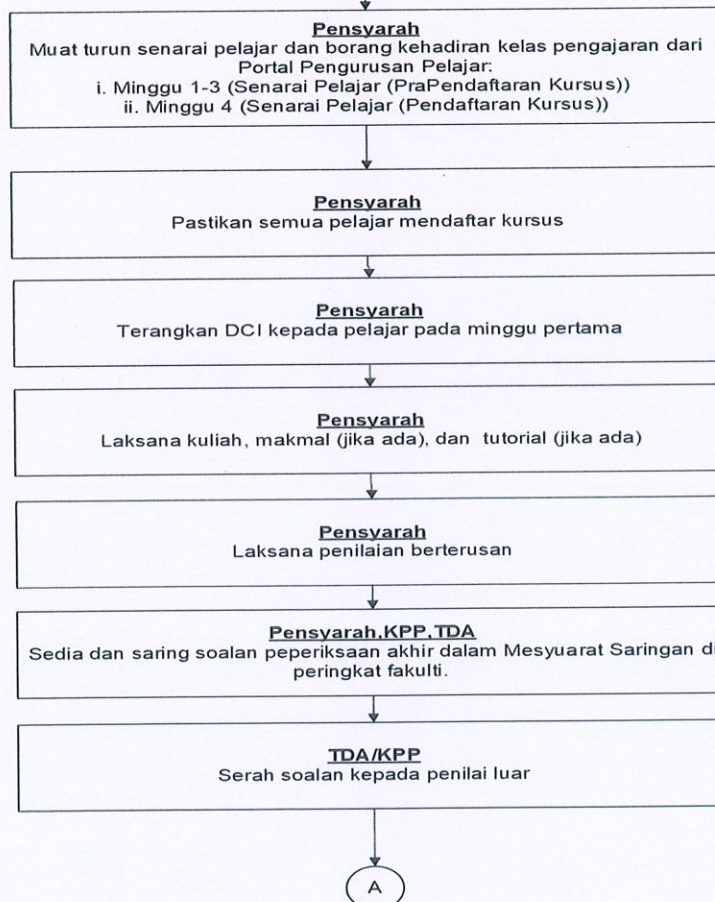 Pensyarah
Muat turun senarai pelajar dan borang kehadiran kelas pengajaran dari
Portal Pengurusan Pelajar:
i. Minggu 1-3 (Senarai Pelajar (PraPendaftaran Kursus))
ii. Minggu 4 (Senarai Pelajar (Pendaftaran Kursus))
Pensyarah
Pastikan semua pelajar mendaftar kursus
Pensyarah
Terangkan DCI kepada pelajar pada minggu pertama
Pensyarah
Laksana kuliah, makmal (jika ada), dan tutorial (jika ada)
Pensyarah
Laksana penilaian berterusan
Pensyarah,KPP,TDA
Sedia dan saring soalan peperiksaan akhir dalam Mesyuarat Saringan di
peringkat fakulti.
TDA/KPP
Serah soalan kepada penilai luar
A